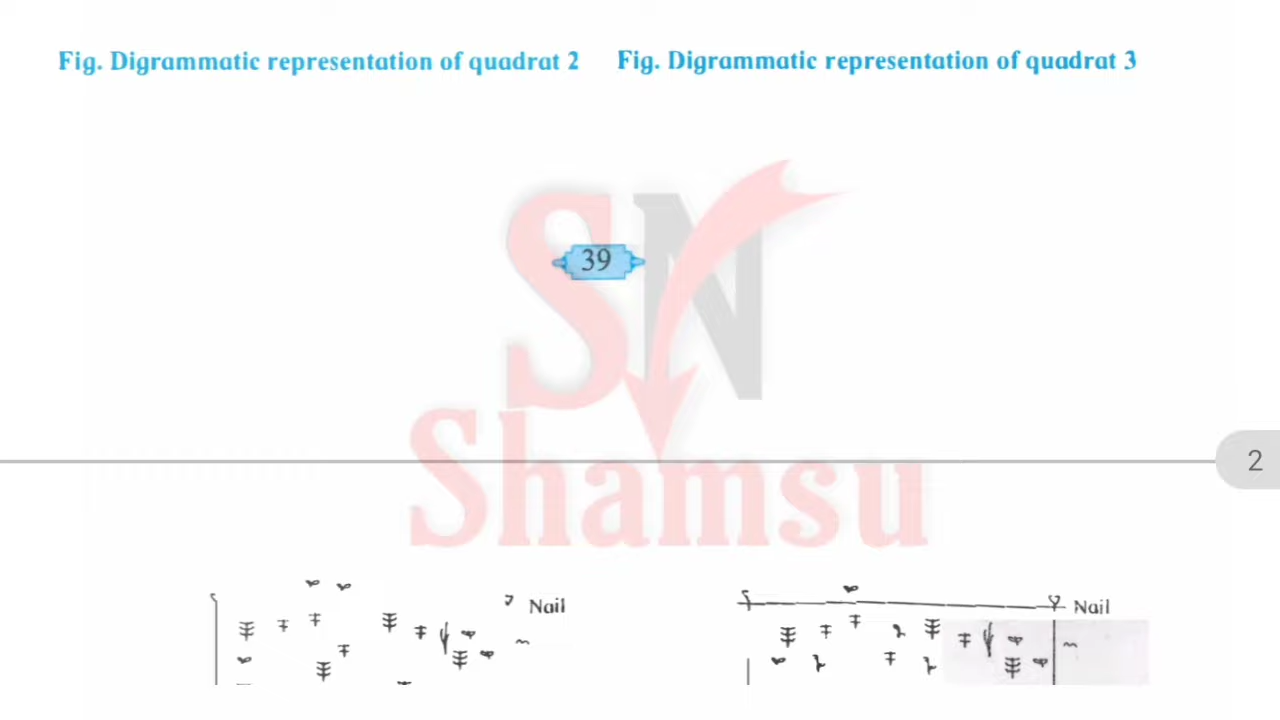 Fig. Digrammatic representation of quadrat 2
Fig. Digrammatic representation of quadrat 3
SN
39
Shamsu
2
Nail
Nail